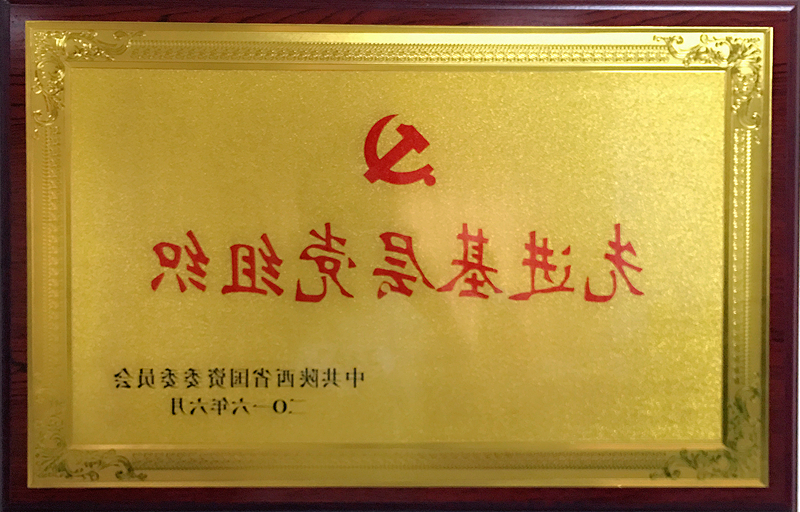 先进基层党组织
中共陕西省国资委委员会
二〇一六年六月